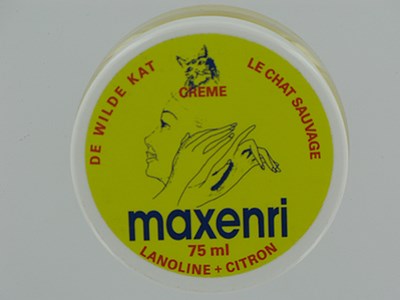 DE WILDE KAT
CREME
LE CHAT SAUVAGE
maxenri
75 ml
LANOLINE + CITRON